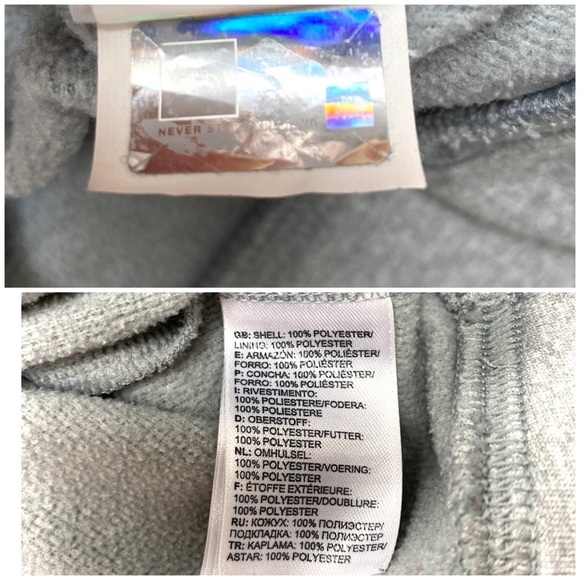 NEVER
GB: SHELL: 100% POLYESTER/
LINING: 100% POLYESTER
E: ARMAZÓN: 100% POLIÉSTER/
FORRO: 100% POLIÉSTER
P: CONCHA: 100% POLIÉSTER/
FORRO: 100% POLIÉSTER
I: RIVESTIMENTO:
100% POLIESTERE/FODERA:
100% POLIESTERE
D: OBERSTOFF:
100% POLYESTER/FUTTER:
100% POLYESTER
NL: OMHULSEL:
100% POLYESTER/VOERING:
100% POLYESTER
F: ÉTOFFE EXTÉRIEURE:
100% POLYESTER/DOUBLURE:
100% POLYESTER
RU: КОЖУХ: 100% ПОЛИЭСТЕР/
ПОДКЛАДКА: 100% ПОЛИЭСТЕР
TR: KAPLAMA: 100% POLYESTER/
ASTAR: 100% POLYESTER